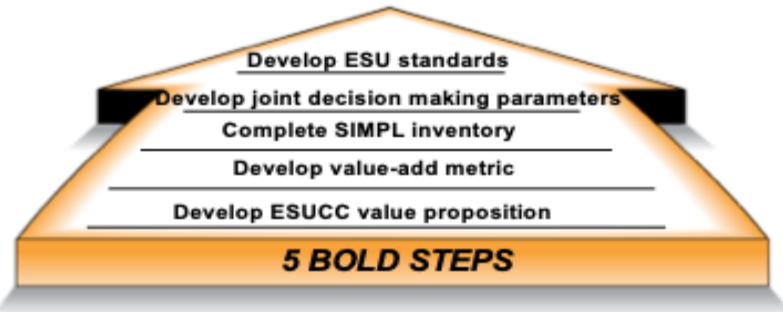 Develop ESU standards
Develop joint decision making parameters
Complete SIMPL inventory
Develop value-add metric
Develop ESUCC value proposition
5 BOLD STEPS